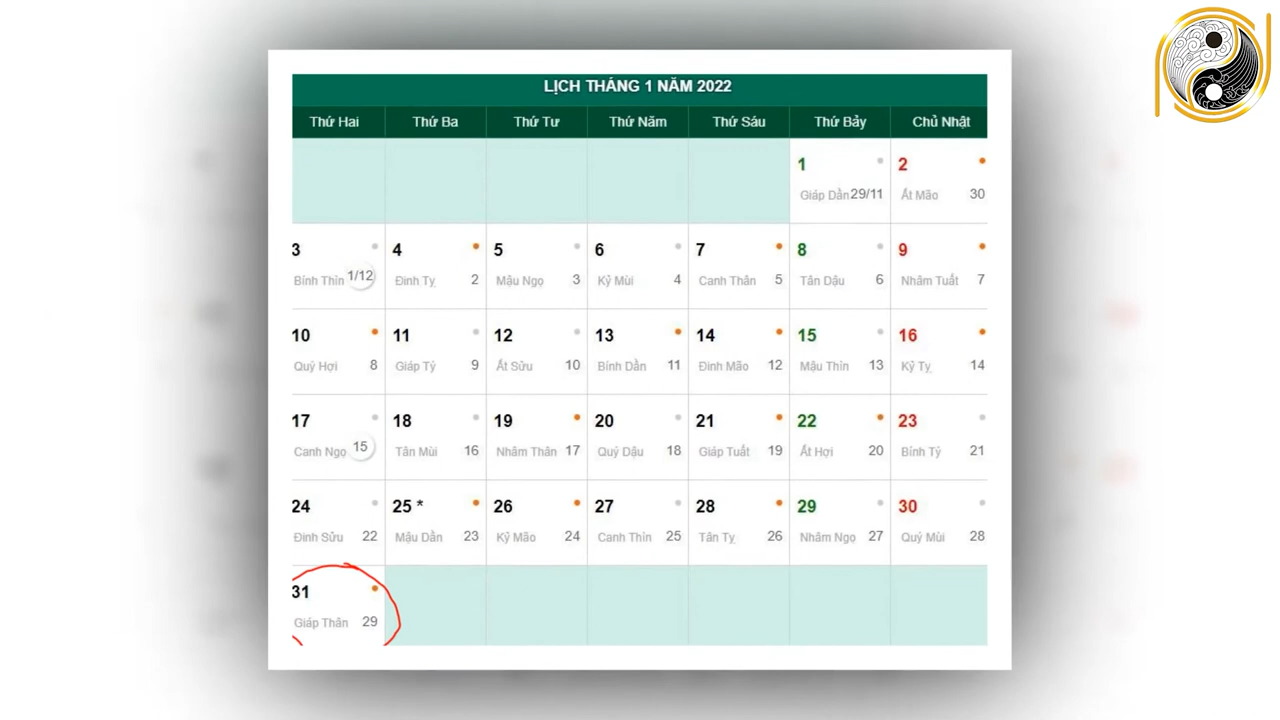 LỊCH THÁNG 1 NĂM 2022
Thứ Hai Thứ Ba Thứ Tư Thứ Năm Thứ Sáu Thứ Bảy Chủ Nhật
1 2
Giáp Dần 29/11 Ất Mão 30
3 4 5 6 7 8 9
Bính Thìn 1/12 Đinh Tỵ 2 Mậu Ngọ 3 Kỷ Mùi 4 Canh Thân 5 Tân Dậu 6 Nhâm Tuất 7
10 11 12 13 14 15 16
Quý Hợi 8 Giáp Tý 9 Ất Sửu 10 Bính Dần 11 Đinh Mão 12 Mậu Thìn 13 Kỷ Tỵ 14
17 18 19 20 21 22 23
Canh Ngọ 15 Tân Mùi 16 Nhâm Thân 17 Quý Dậu 18 Giáp Tuất 19 Ất Hợi 20 Bính Tý 21
24 25 * 26 27 28 29 30
Đinh Sửu 22 Mậu Dần 23 Kỷ Mão 24 Canh Thìn 25 Tân Tỵ 26 Nhâm Ngọ 27 Quý Mùi 28
31
Giáp Thân 29